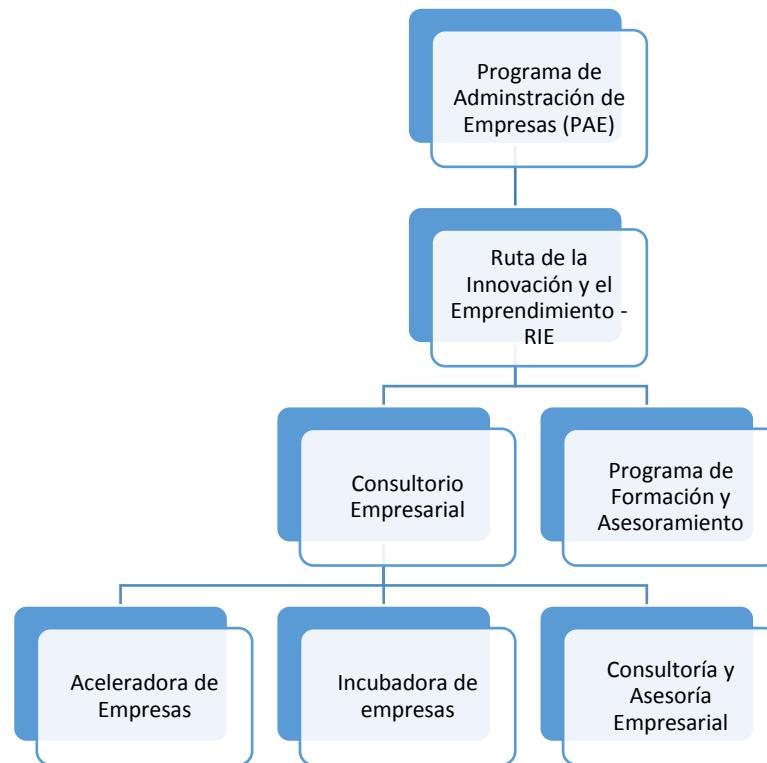 Programa de
Adminstración de
Empresas (PAE)
Ruta de la
Innovación y el
Emprendimiento -
RIE
Consultorio
Empresarial
Programa de
Formación y
Asesoramiento
Aceleradora de
Empresas
Incubadora de
empresas
Consultoría y
Asesoría
Empresarial